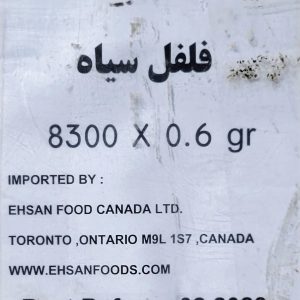 فلفل سیاه
8300 X 0.6 gr
IMPORTED BY :
EHSAN FOOD CANADA LTD.
TORONTO ,ONTARIO M9L 1S7 ,CANADA
WWW.EHSANFOODS.COM